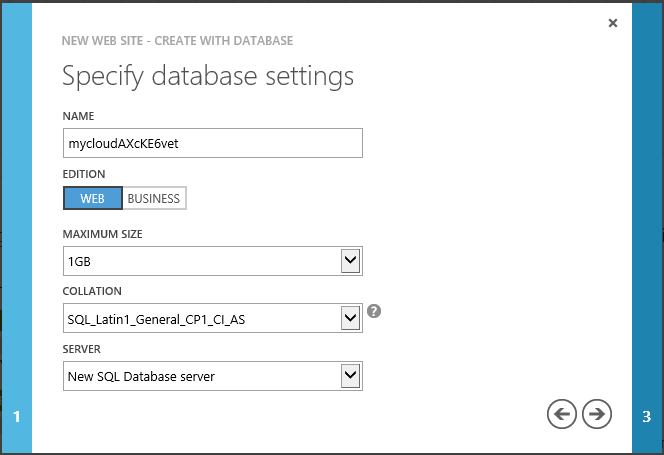 NEW WEB SITE - CREATE WITH DATABASE
Specify database settings
NAME
mycloudAXcKE6vet
EDITION
WEB BUSINESS
MAXIMUM SIZE
1GB
COLLATION
SQL_Latin1_General_CP1_CI_AS
?
SERVER
New SQL Database server
1
3